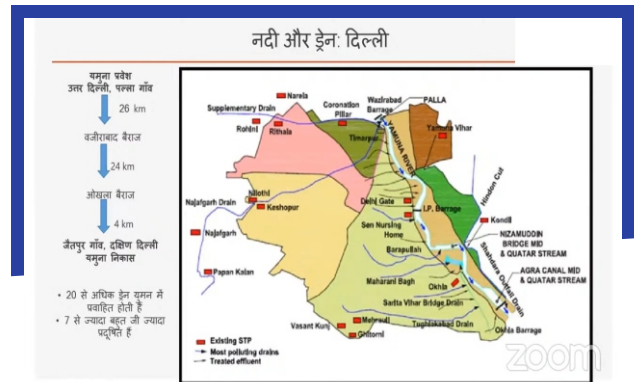 नदी और ड्रेन: दिल्ली
यमुना प्रवेश
उत्तर दिल्ली, पल्ला गाँव
26 km
वजीराबाद बैराज
24 km
ओखला बैराज
4 km
जैतपुर गाँव, दक्षिण दिल्ली
यमुना निकास
• 20 से अधिक ड्रेन यमन में
प्रवाहित होती हैं
• 7 से ज्यादा बहुत जी ज्यादा
प्रदूषित हैं
Narela
Supplementary Drain
Coronation
Pillar
Wazirabad
Barrage
PALLA
Rohini
Rithala
Timarpur
Yamuna Vihar
YAMUNA RIVER
Hindon Cut
Nilothi
Keshopur
Najafgarh Drain
Delhi Gate
I.P. Barrage
Kondli
Sen Nursing
Home
Najafgarh
NIZAMUDDIN
BRIDGE MID
& QUATAR STREAM
Barapullah
Shahdara Outfall Drain
Papan Kalan
Maharani Bagh
Okhla
AGRA CANAL MID
& QUATAR STREAM
Sarita Vihar Bridge Drain
Vasant Kunj
Mehrauli
Ghitorni
Tughlakabad Drain
Okhla Barrage
Existing STP
Most polluting drains
Treated effluent
zoom